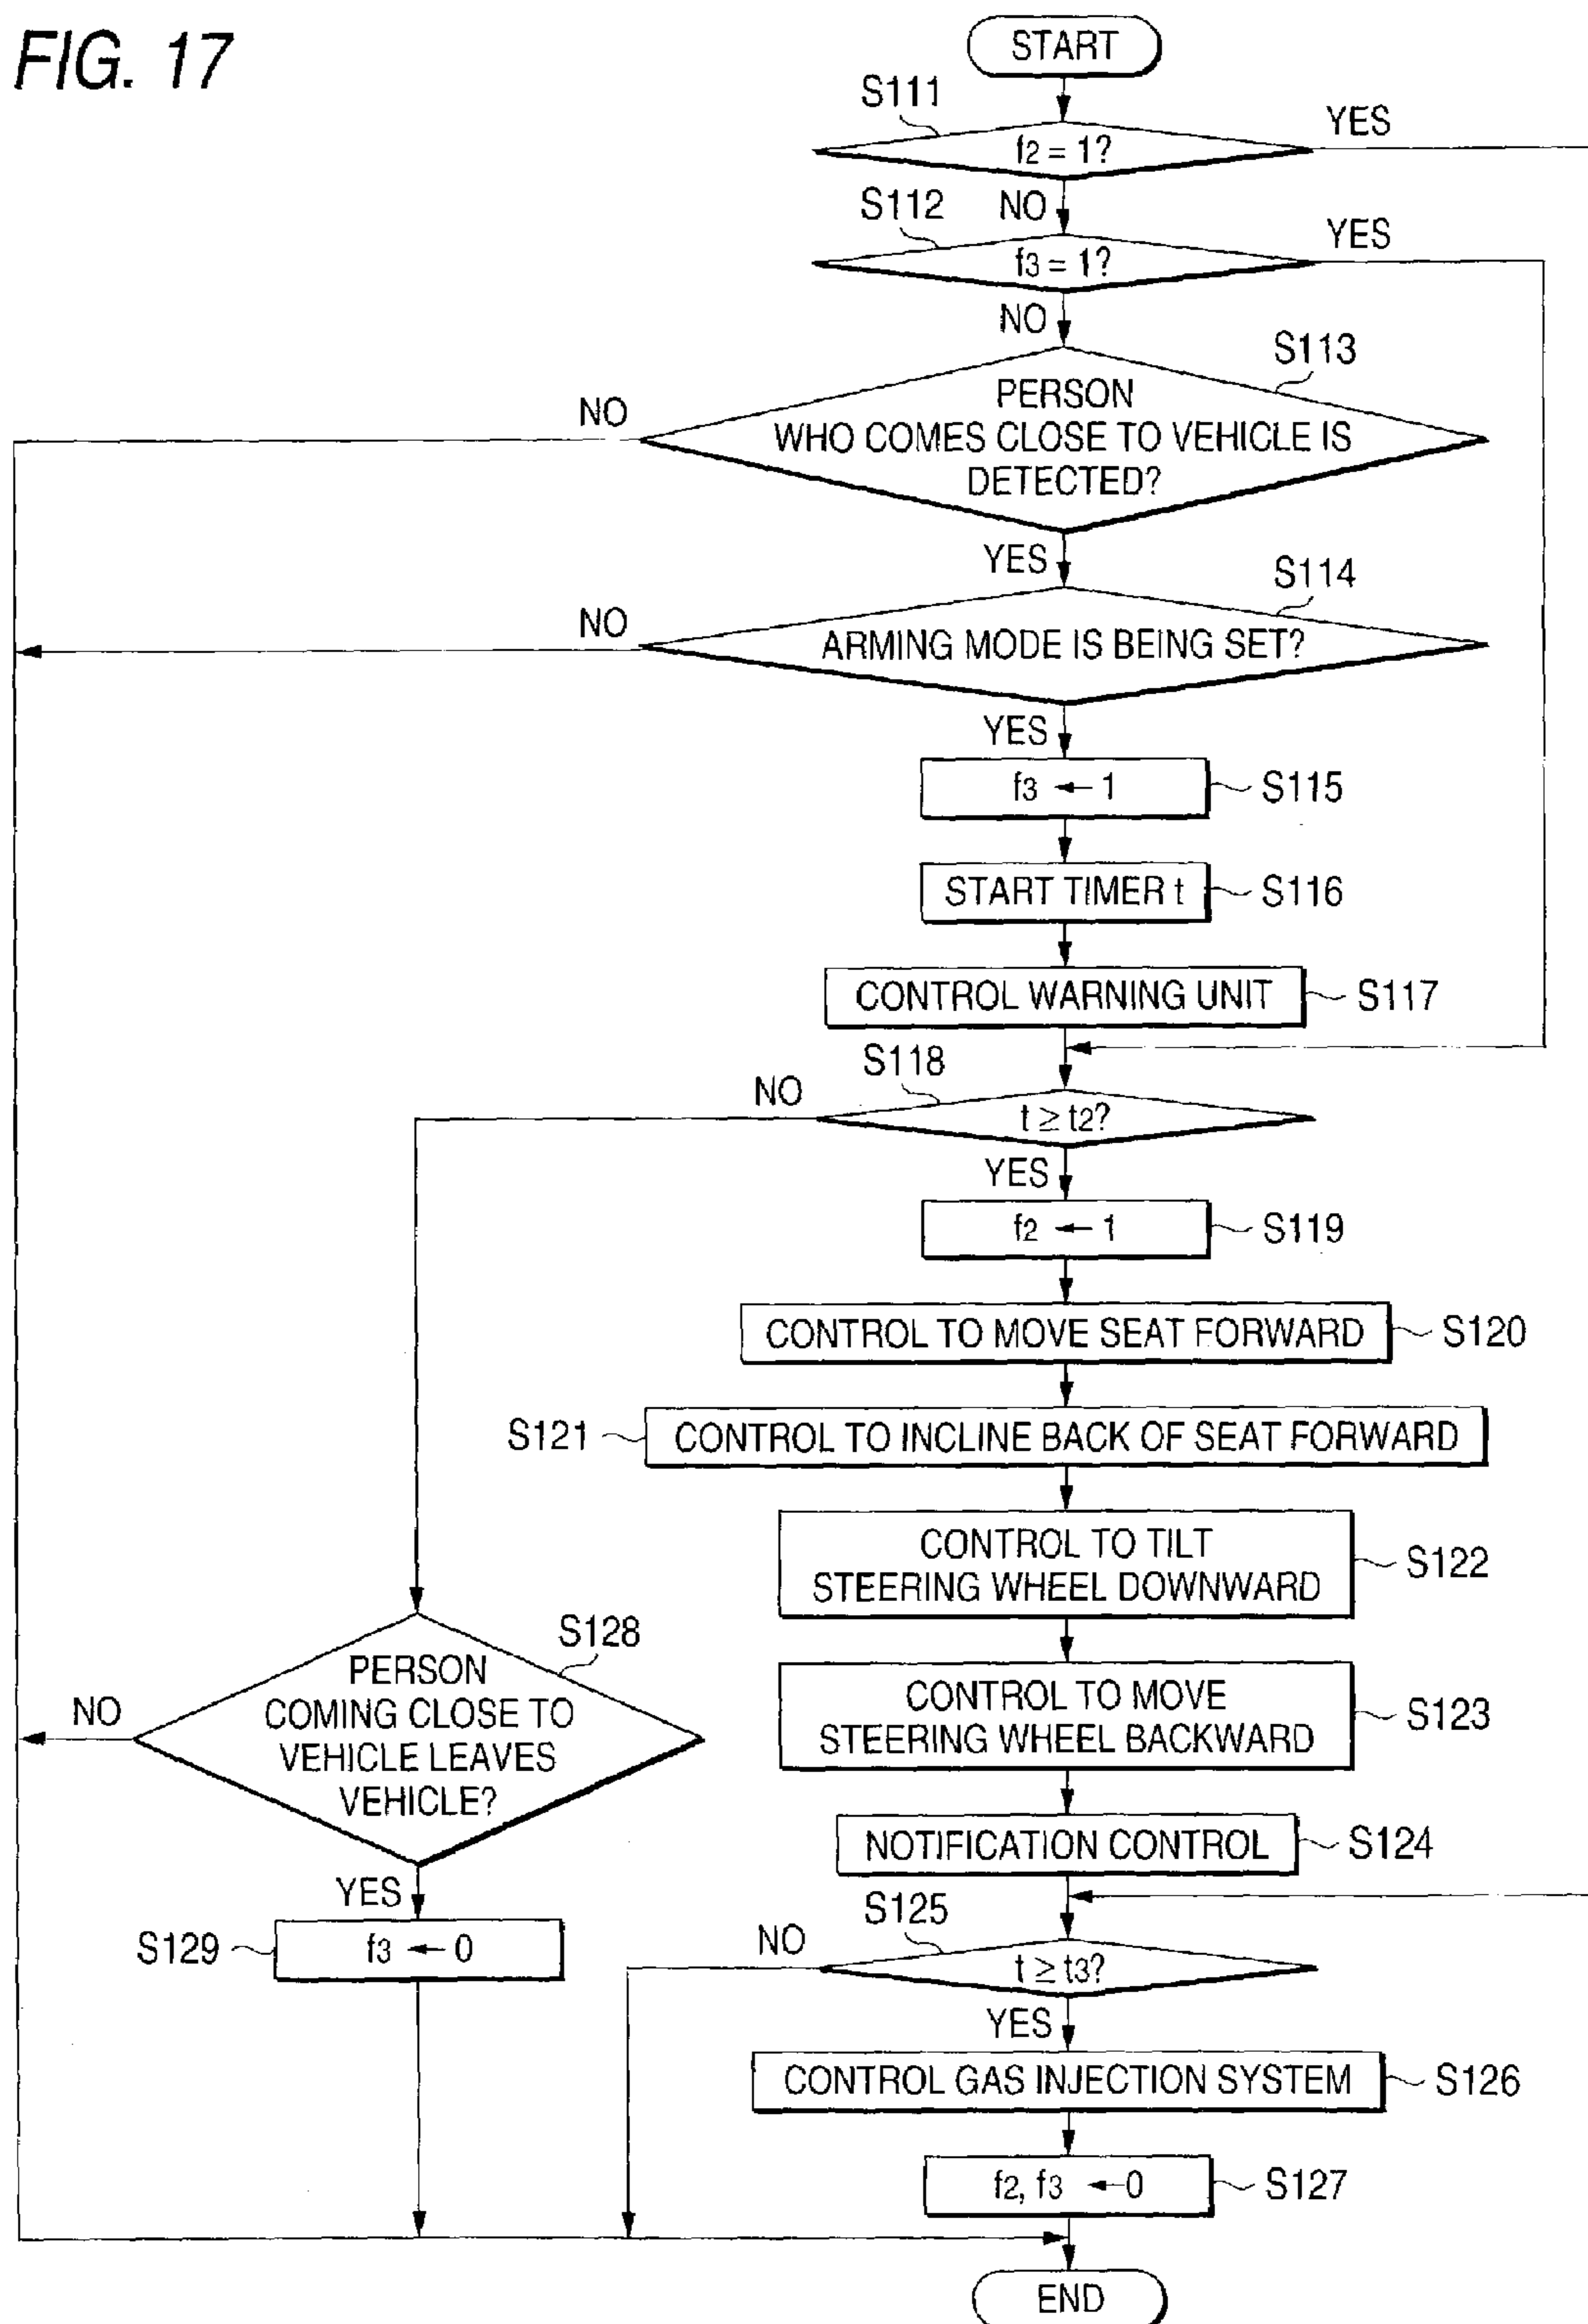 FIG. 17
START
S111
f2 = 1?
YES
NO
S112
f3 = 1?
YES
NO
S113
PERSON
WHO COMES CLOSE TO VEHICLE IS
DETECTED?
NO
YES
S114
ARMING MODE IS BEING SET?
NO
YES
f3 ← 1
S115
START TIMER t
S116
CONTROL WARNING UNIT
S117
S118
t ≥ t2?
NO
YES
f2 ← 1
S119
CONTROL TO MOVE SEAT FORWARD
S120
S121
CONTROL TO INCLINE BACK OF SEAT FORWARD
CONTROL TO TILT
STEERING WHEEL DOWNWARD
S122
S128
PERSON
COMING CLOSE TO
VEHICLE LEAVES
VEHICLE?
NO
YES
CONTROL TO MOVE
STEERING WHEEL BACKWARD
S123
NOTIFICATION CONTROL
S124
S129
f3 ← 0
S125
t ≥ t3?
NO
YES
CONTROL GAS INJECTION SYSTEM
S126
f2, f3 ←0
S127
END